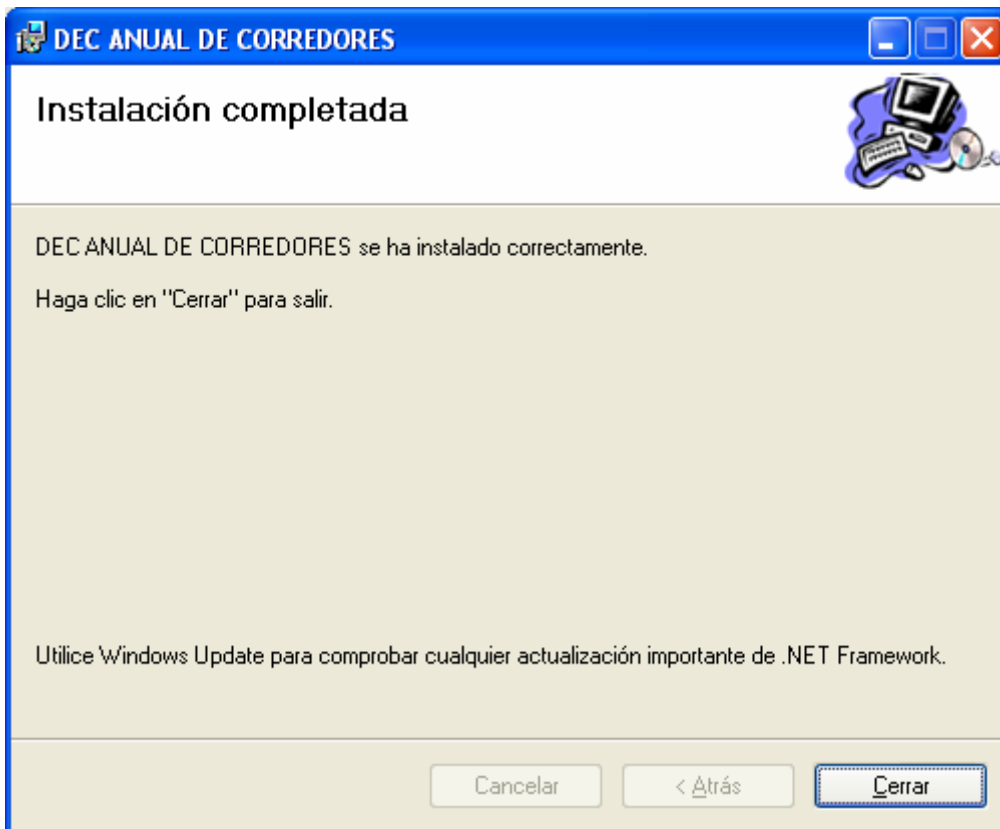 DEC ANUAL DE CORREDORES
Instalación completada
DEC ANUAL DE CORREDORES se ha instalado correctamente.
Haga clic en "Cerrar" para salir.
Utilice Windows Update para comprobar cualquier actualización importante de .NET Framework.
Cancelar
< Atrás
Cerrar